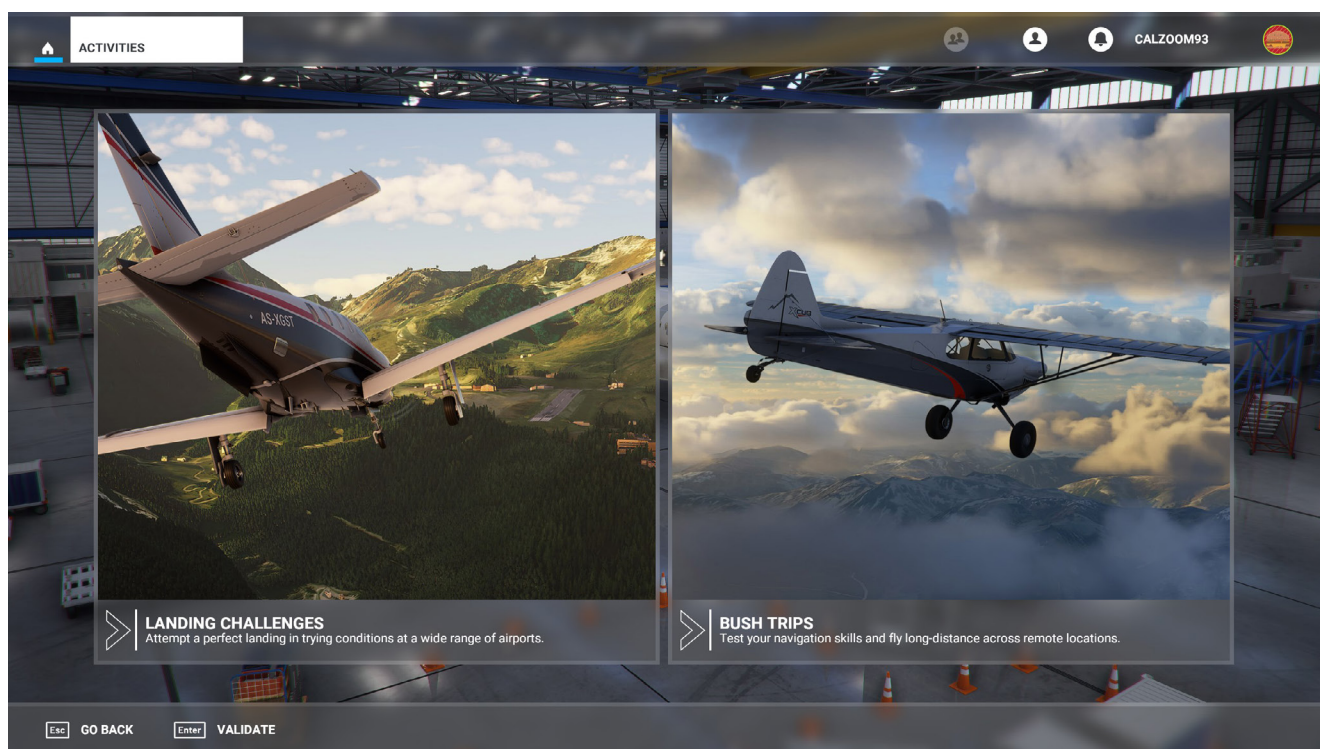 ACTIVITIES
CALZOOM93
AS-XGST
LANDING CHALLENGES
Attempt a perfect landing in trying conditions at a wide range of airports.
BUSH TRIPS
Test your navigation skills and fly long-distance across remote locations.
Esc GO BACK
Enter VALIDATE